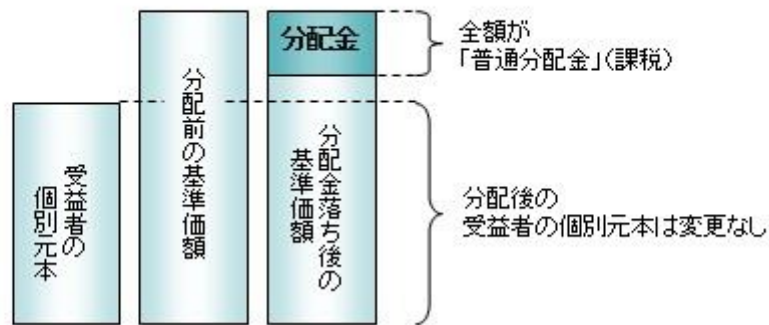 受益者の
個別元本
分配前の基準価額
分配金
分配金落ち後の
基準価額
全額が
「普通分配金」(課税)
分配後の
受益者の個別元本は変更なし